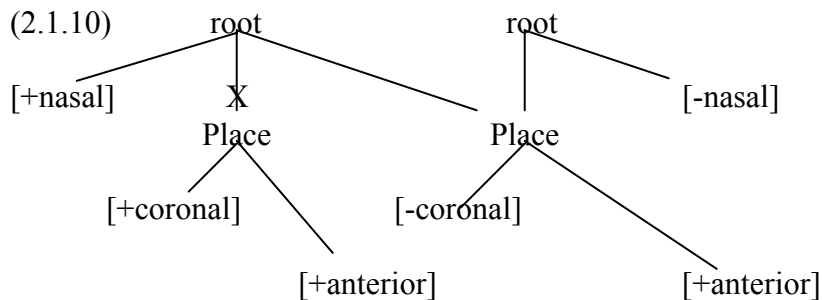 (2.1.10) root root
[+nasal] X [-nasal]
Place Place
[+coronal] [-coronal]
[+anterior] [+anterior]